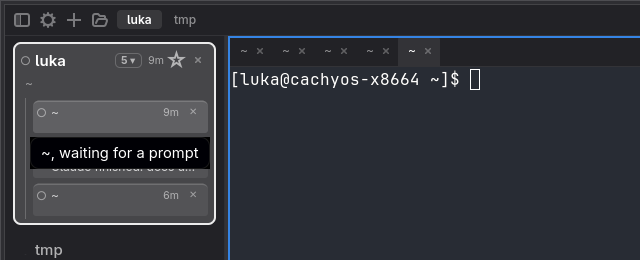 luka tmp
luka 5 9m
~
~ 9m
~, waiting for a prompt
~ 6m
tmp
~ × ~ × ~ × ~ × ~ ×
[luka@cachyos-x8664 ~]$